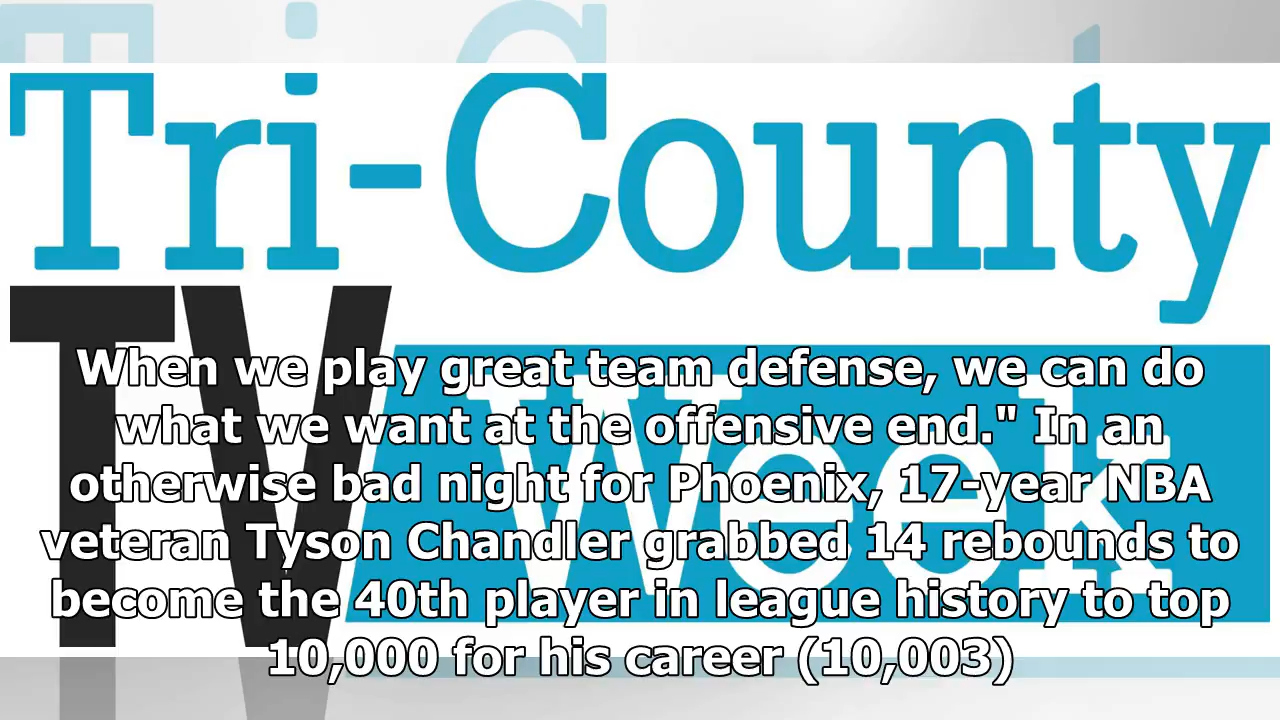 Tri-County
TV Week
When we play great team defense, we can do
what we want at the offensive end." In an
otherwise bad night for Phoenix, 17-year NBA
veteran Tyson Chandler grabbed 14 rebounds to
become the 40th player in league history to top
10,000 for his career (10,003)